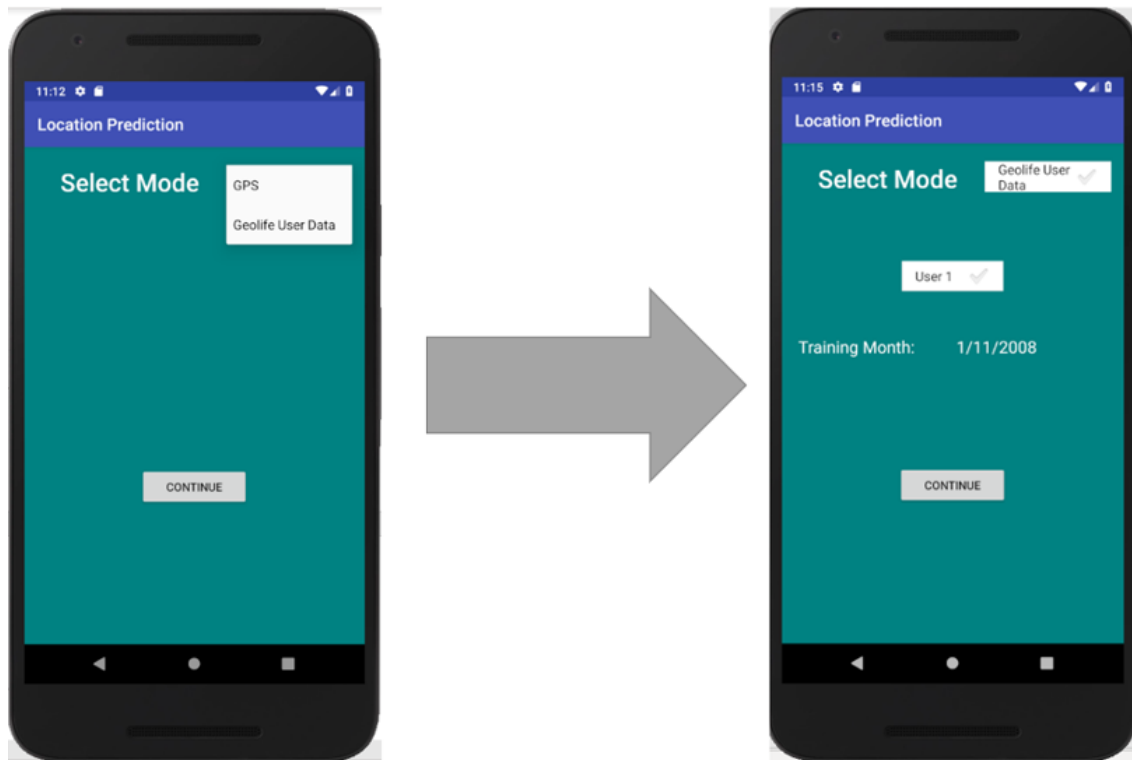 11:12
Location Prediction
Select Mode
GPS
Geolife User Data
CONTINUE
11:15
Location Prediction
Select Mode
Geolife User
Data
User 1
Training Month: 1/11/2008
CONTINUE